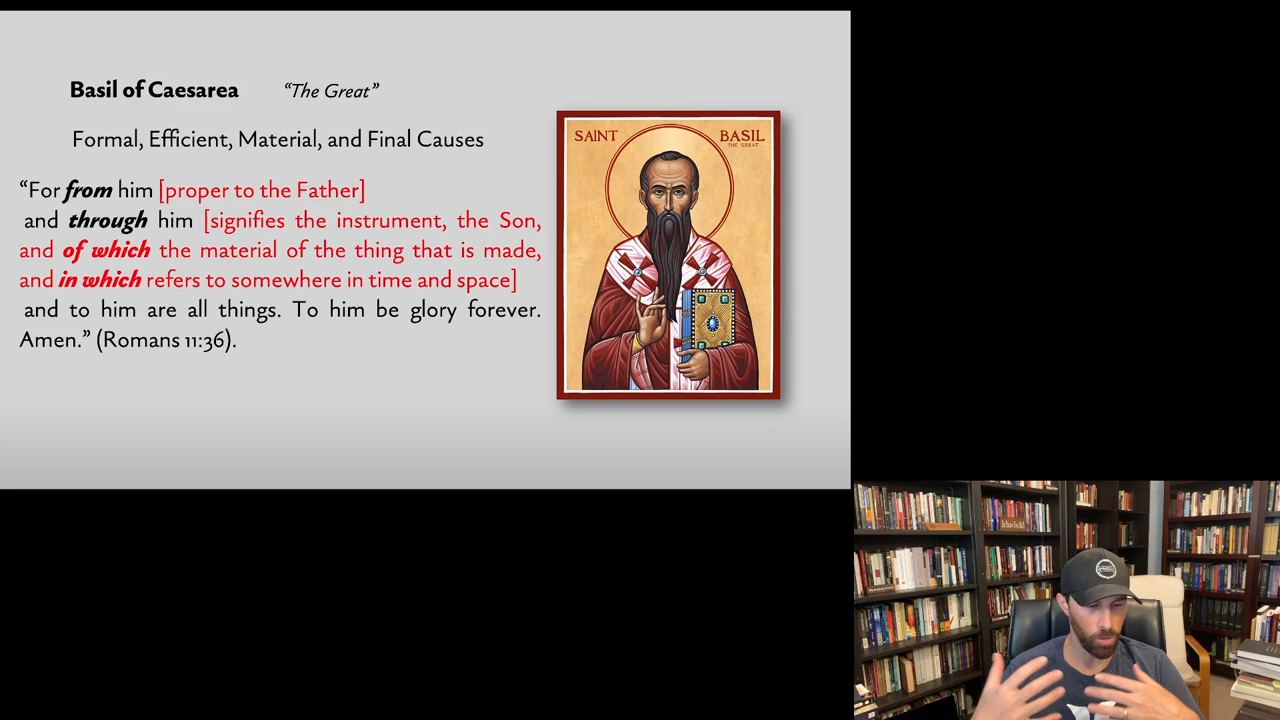 Basil of Caesarea “The Great”
Formal, Efficient, Material, and Final Causes
“For from him [proper to the Father]
and through him [signifies the instrument, the Son,
and of which the material of the thing that is made,
and in which refers to somewhere in time and space]
and to him are all things. To him be glory forever.
Amen.” (Romans 11:36).
SAINT BASIL
THE GREAT